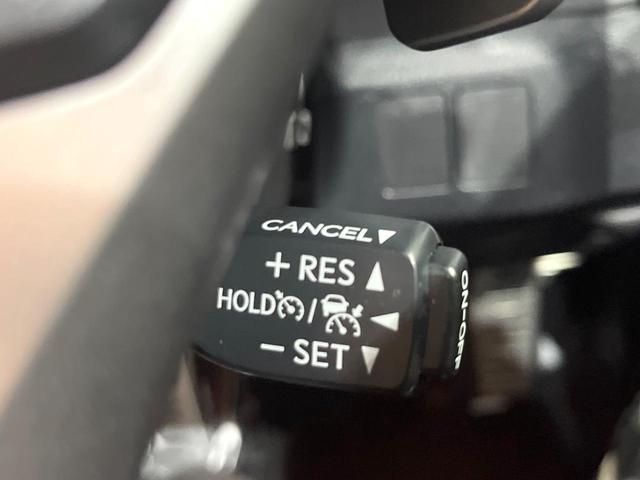 CANCEL▼
+ RES ▲
HOLD / ◀
− SET ▼
ON-OFF